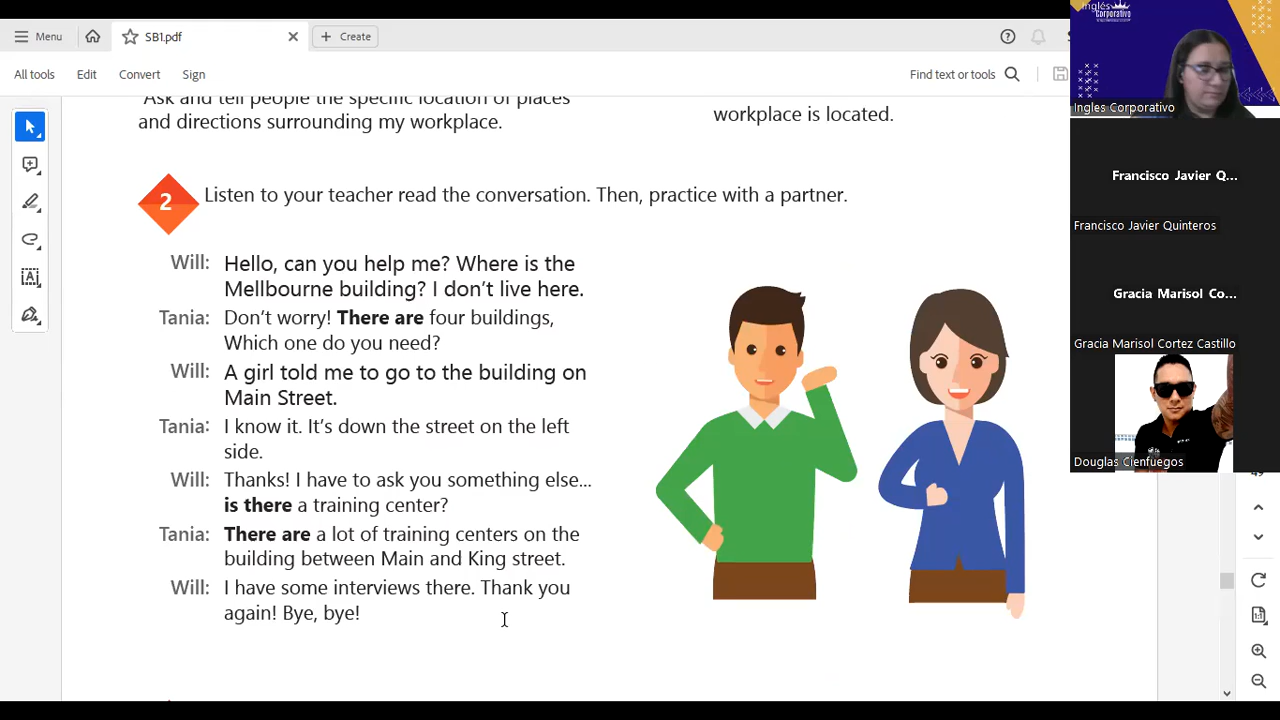 Menu
SB1.pdf
Create
All tools
Edit
Convert
Sign
Find text or tools
Inglés
Corporativo
Ingles Corporativo
Francisco Javier Q...
Francisco Javier Quinteros
Gracia Marisol Co...
Gracia Marisol Cortez Castillo
Douglas Cienfuegos
Ask and tell people the specific location of places
and directions surrounding my workplace.
workplace is located.
2
Listen to your teacher read the conversation. Then, practice with a partner.
Will: Hello, can you help me? Where is the
Mellbourne building? I don't live here.
Tania: Don't worry! There are four buildings,
Which one do you need?
Will: A girl told me to go to the building on
Main Street.
Tania: I know it. It's down the street on the left
side.
Will: Thanks! I have to ask you something else...
is there a training center?
Tania: There are a lot of training centers on the
building between Main and King street.
Will: I have some interviews there. Thank you
again! Bye, bye!